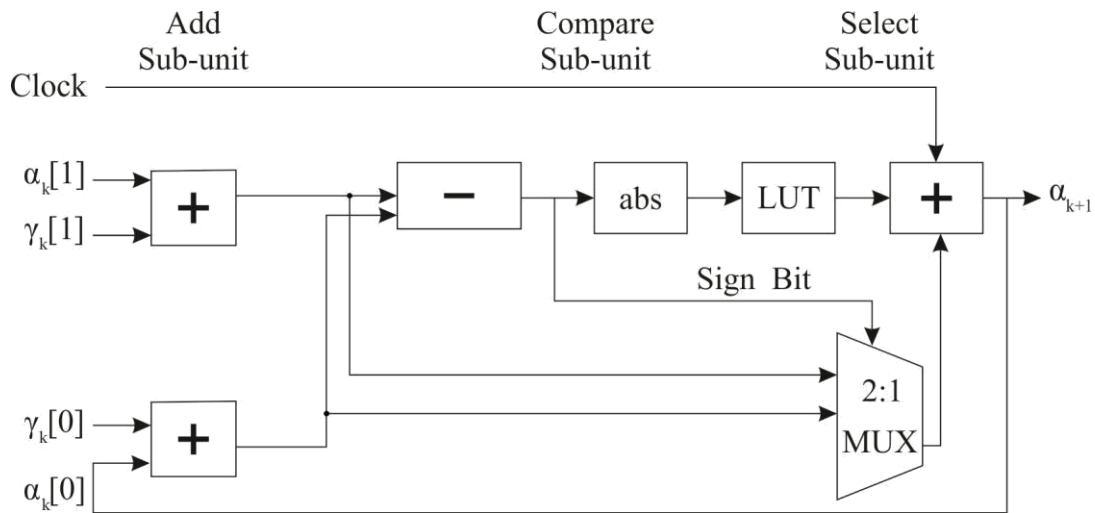 Add
Sub-unit
Compare
Sub-unit
Select
Sub-unit
Clock
αₖ[1]
γₖ[1]
+
−
abs
LUT
+
αₖ₊₁
Sign Bit
γₖ[0]
αₖ[0]
+
2:1
MUX